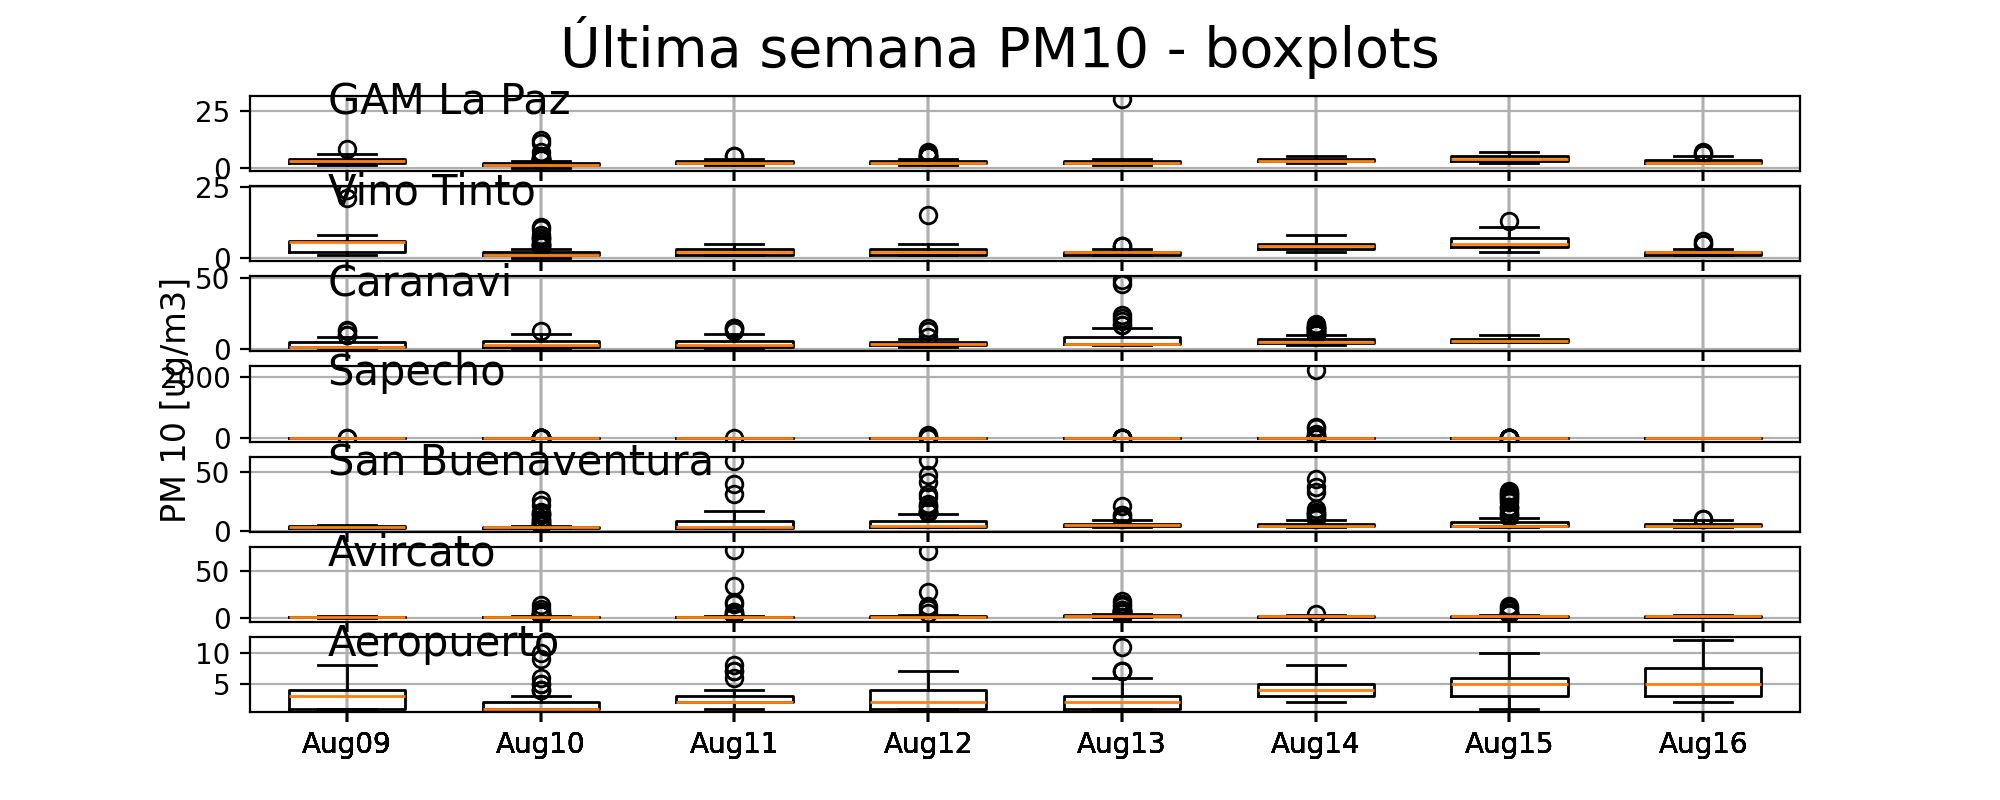 Última semana PM10 - boxplots
GAM La Paz
25
0
Vino Tinto
25
0
Caranavi
50
0
PM 10 [ug/m3]
Sapecho
2000
0
San Buenaventura
50
0
Avircato
50
0
Aeropuerto
10
5
Aug09 Aug10 Aug11 Aug12 Aug13 Aug14 Aug15 Aug16